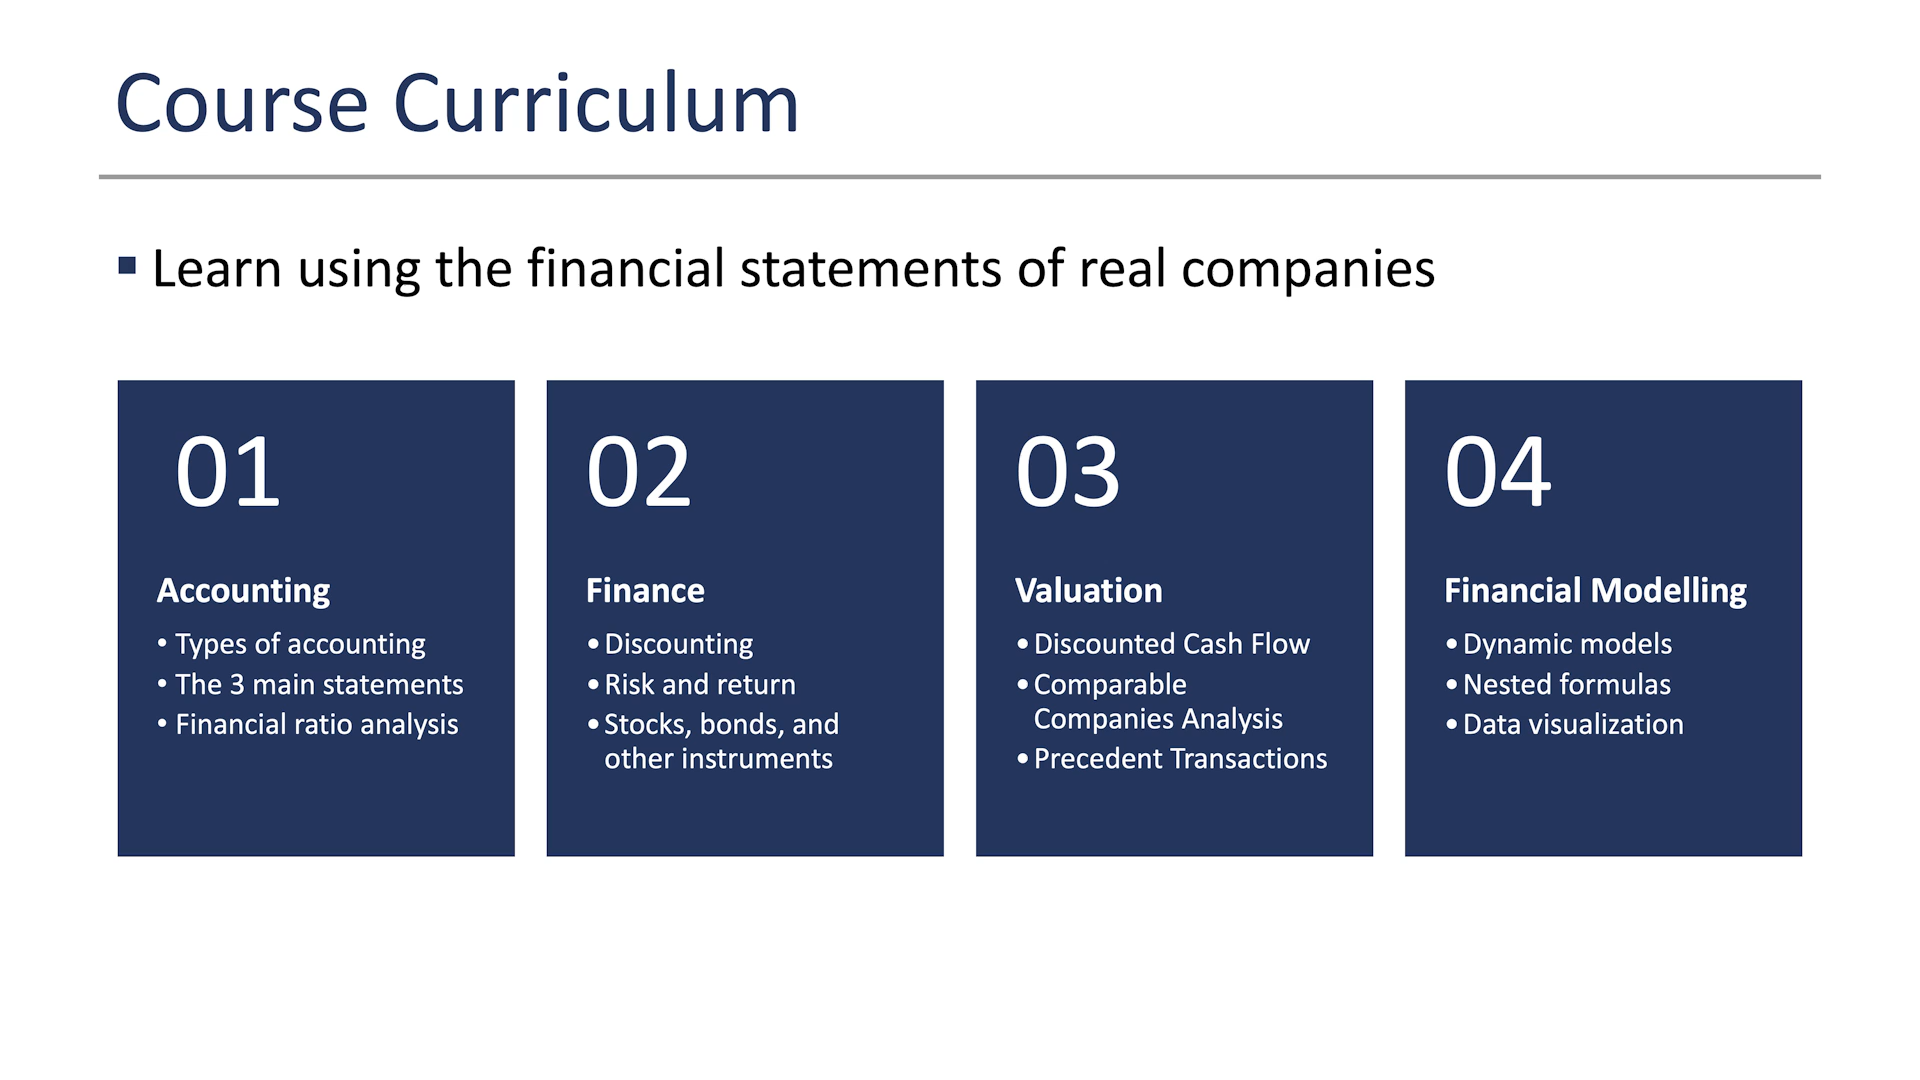 Course Curriculum
▪ Learn using the financial statements of real companies
01
Accounting
• Types of accounting
• The 3 main statements
• Financial ratio analysis
02
Finance
• Discounting
• Risk and return
• Stocks, bonds, and
other instruments
03
Valuation
• Discounted Cash Flow
• Comparable
Companies Analysis
• Precedent Transactions
04
Financial Modelling
• Dynamic models
• Nested formulas
• Data visualization